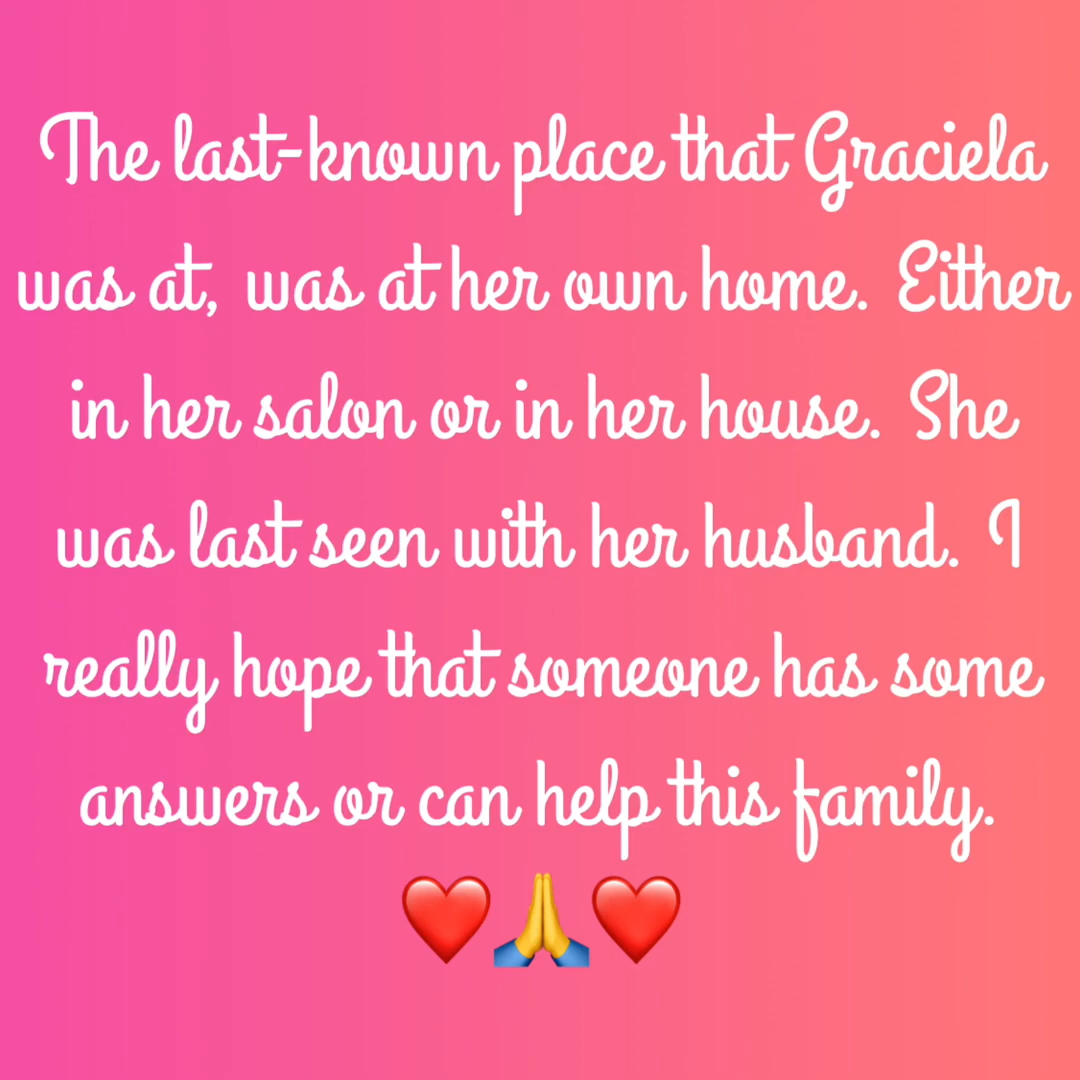 The last-known place that Graciela
was at, was at her own home. Either
in her salon or in her house. She
was last seen with her husband. I
really hope that someone has some
answers or can help this family.
❤️🙏❤️